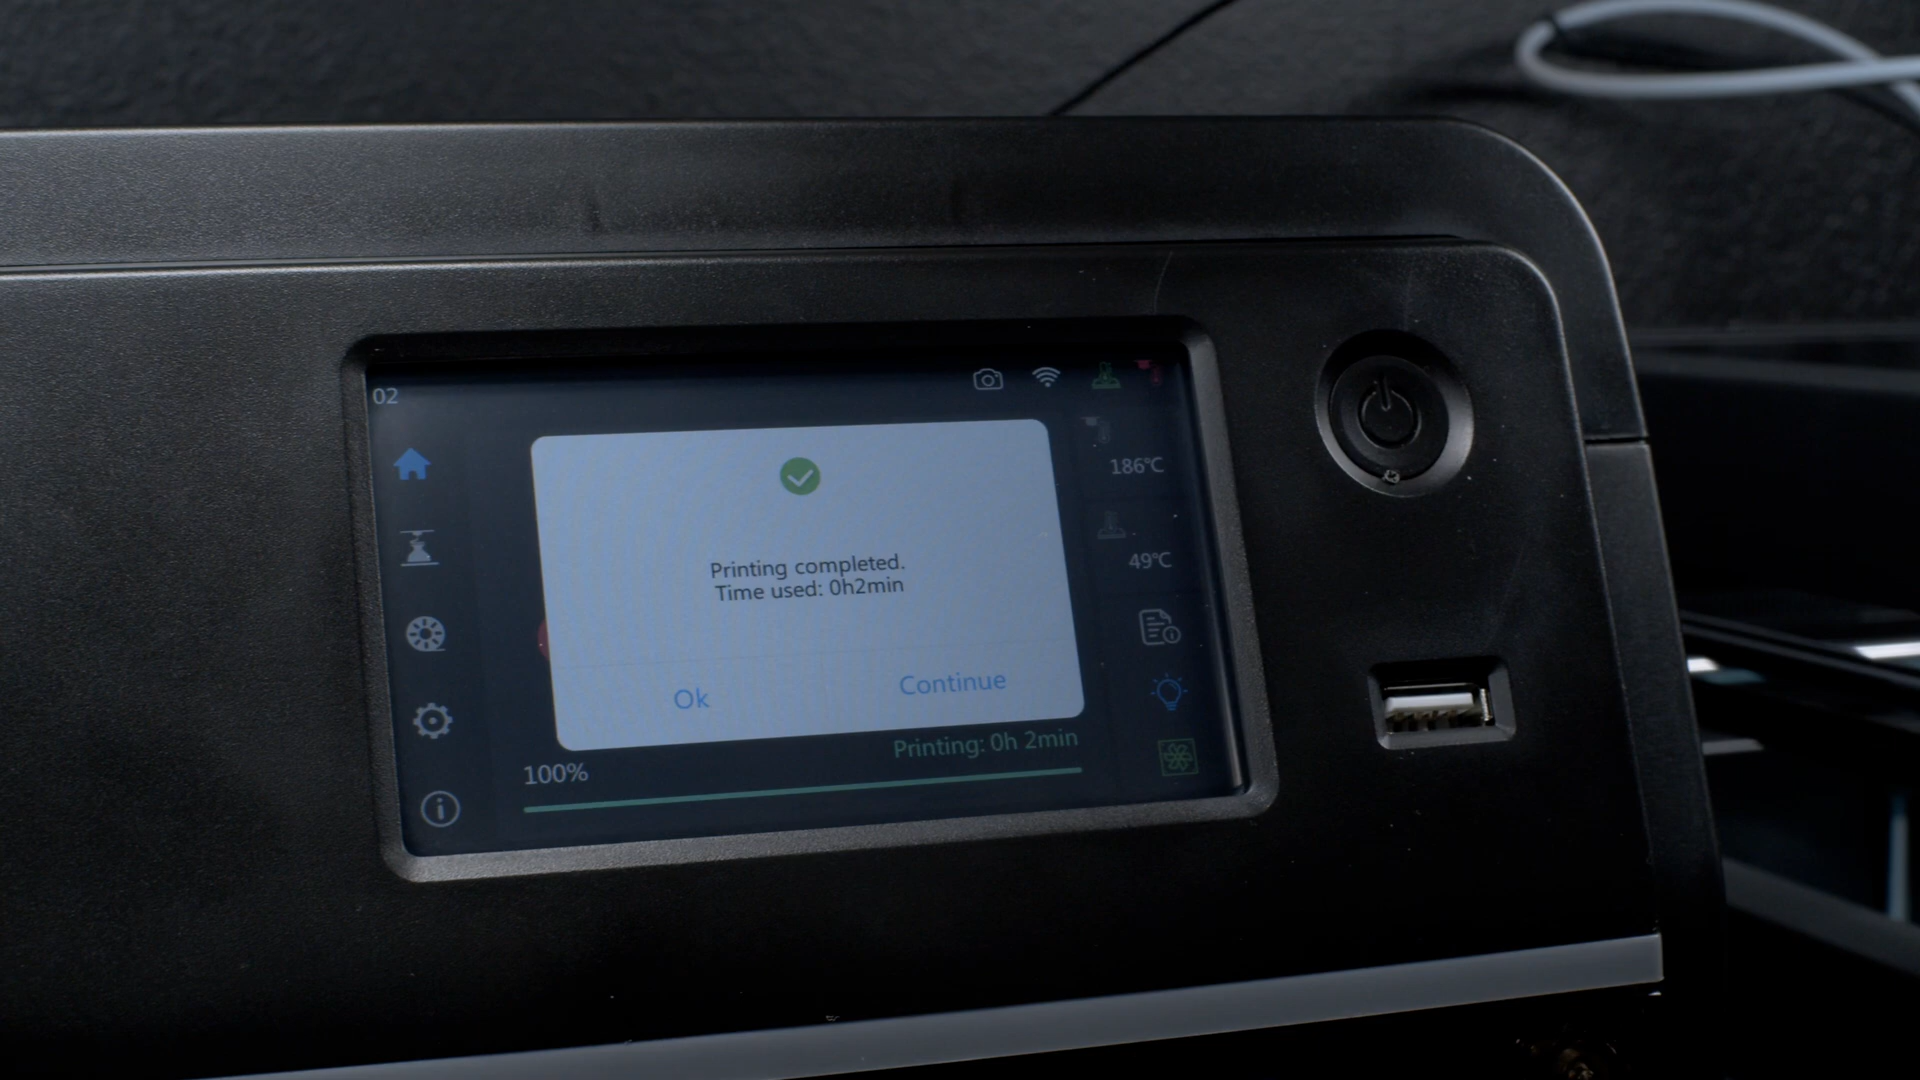 02
Printing completed.
Time used: 0h2min
Ok
Continue
186℃
49℃
Printing: 0h 2min
100%